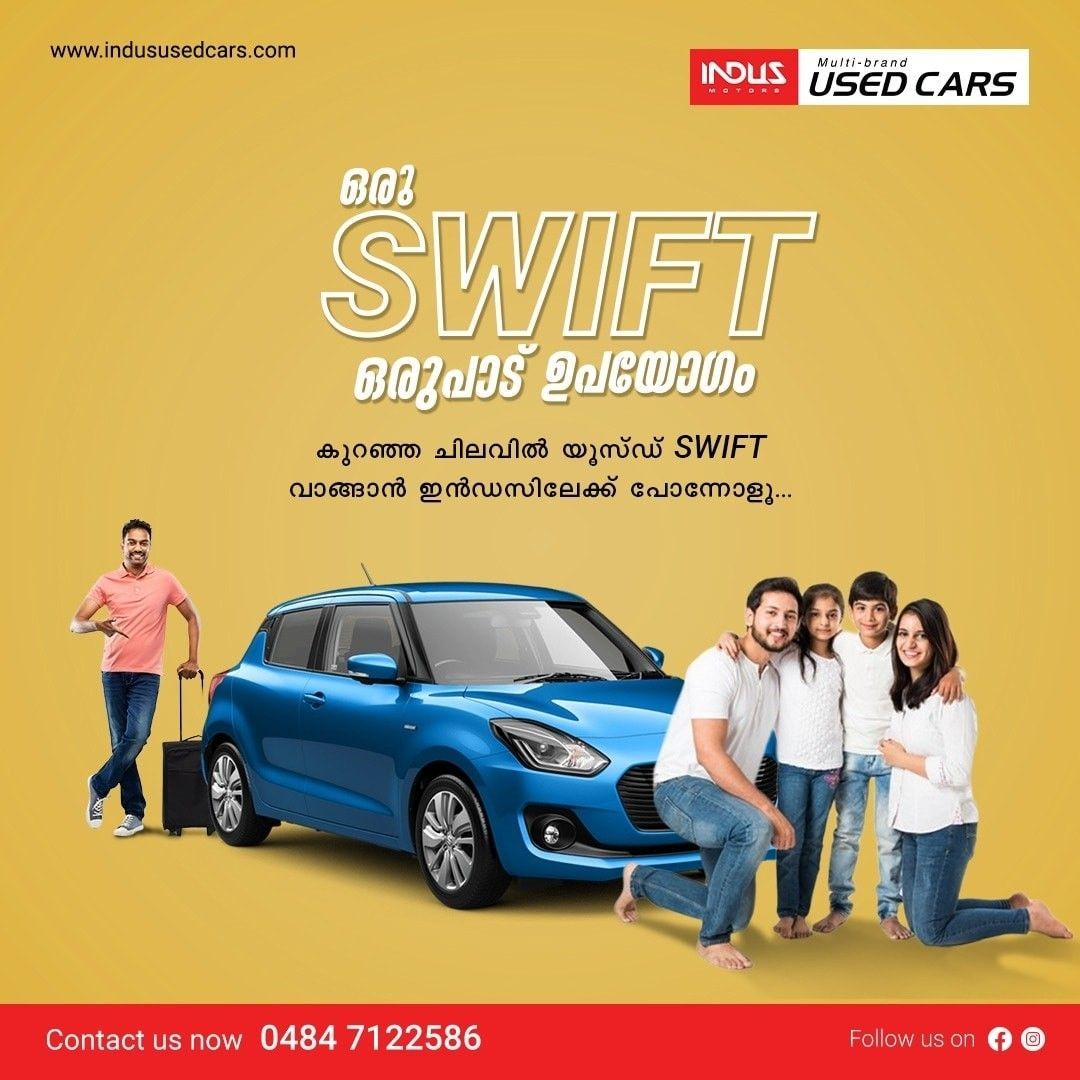 www.indususedcars.com
INDUS
MOTORS
Multi-brand
USED CARS
ഒരു
SWIFT
ഒരുപാട് ഉപയോഗം
കുറഞ്ഞ ചിലവിൽ യൂസ്ഡ് SWIFT
വാങ്ങാൻ ഇൻഡസിലേക്ക് പോന്നോളൂ...
Contact us now 0484 7122586
Follow us on